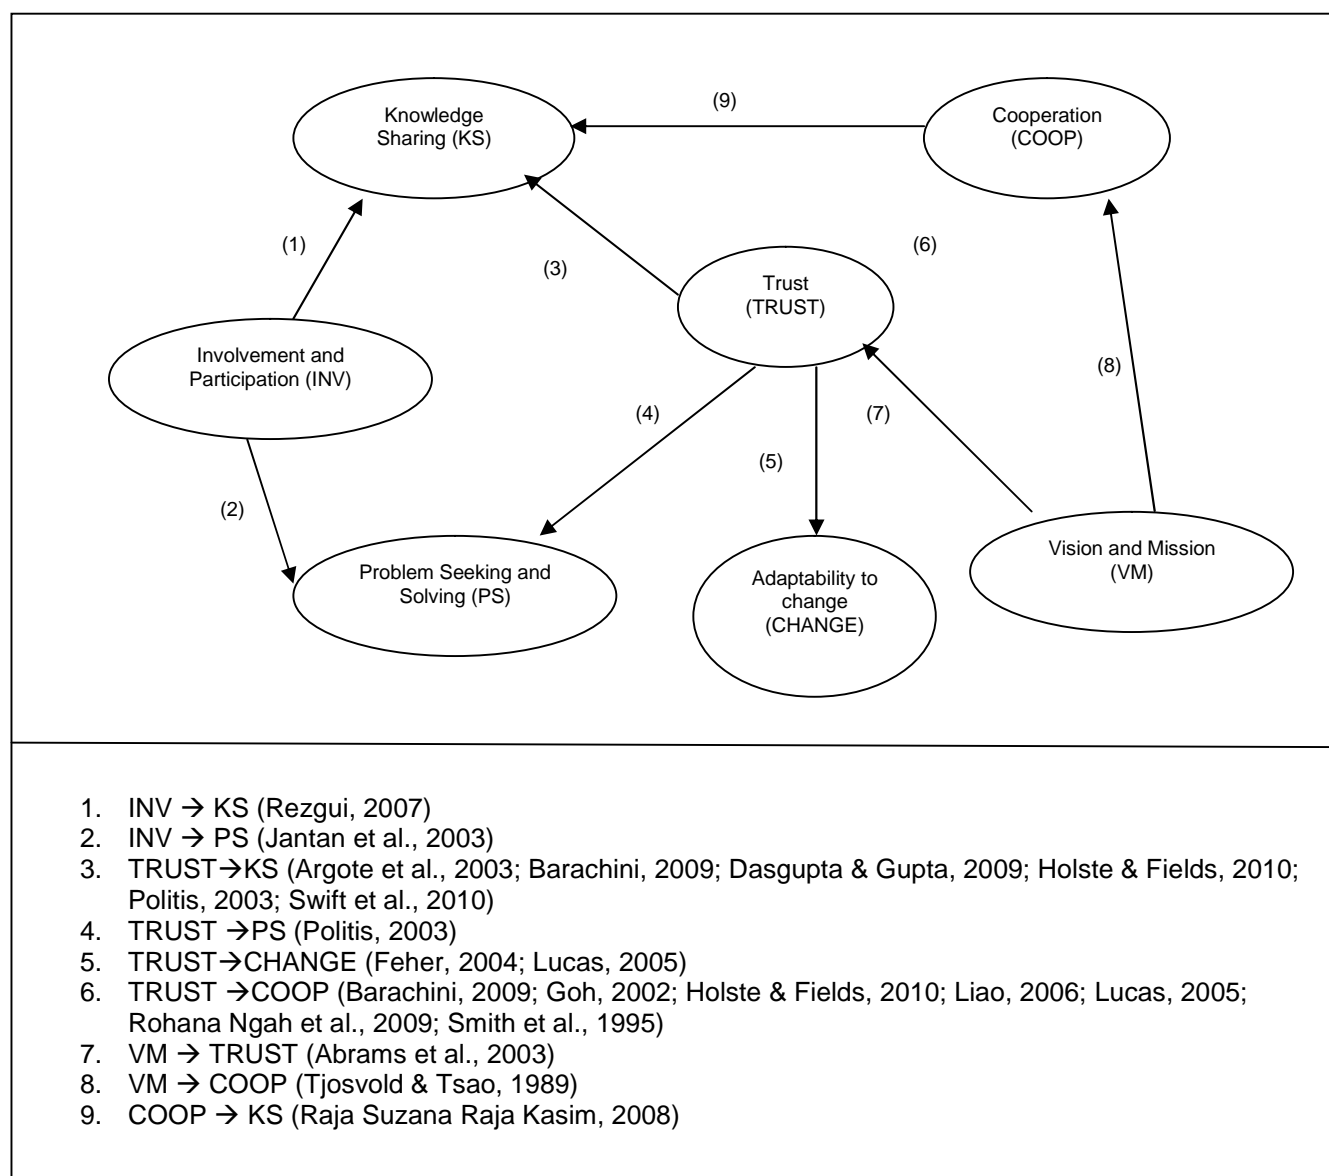 Knowledge
Sharing (KS)
(9)
Cooperation
(COOP)
(1)
(3)
(6)
Trust
(TRUST)
Involvement and
Participation (INV)
(8)
(4)
(7)
(5)
(2)
Problem Seeking and
Solving (PS)
Adaptability to
change
(CHANGE)
Vision and Mission
(VM)
1. INV → KS (Rezgui, 2007)
2. INV → PS (Jantan et al., 2003)
3. TRUST→KS (Argote et al., 2003; Barachini, 2009; Dasgupta & Gupta, 2009; Holste & Fields, 2010;
Politis, 2003; Swift et al., 2010)
4. TRUST →PS (Politis, 2003)
5. TRUST→CHANGE (Feher, 2004; Lucas, 2005)
6. TRUST →COOP (Barachini, 2009; Goh, 2002; Holste & Fields, 2010; Liao, 2006; Lucas, 2005;
Rohana Ngah et al., 2009; Smith et al., 1995)
7. VM → TRUST (Abrams et al., 2003)
8. VM → COOP (Tjosvold & Tsao, 1989)
9. COOP → KS (Raja Suzana Raja Kasim, 2008)